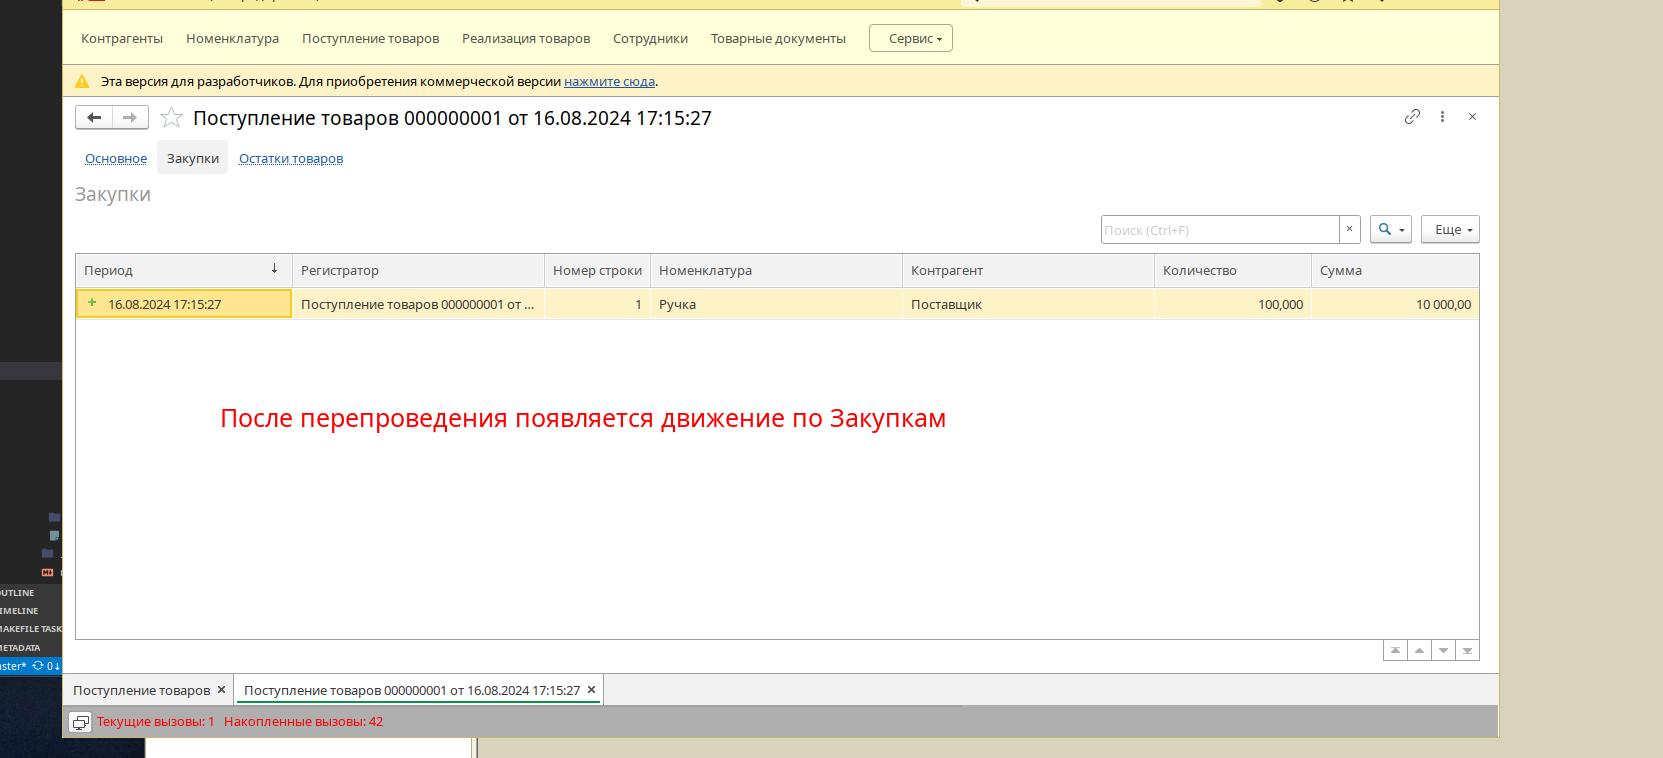 Контрагенты Номенклатура Поступление товаров Реализация товаров Сотрудники Товарные документы Сервис
Эта версия для разработчиков. Для приобретения коммерческой версии нажмите сюда.
Поступление товаров 000000001 от 16.08.2024 17:15:27
Основное Закупки Остатки товаров
Закупки
Поиск (Ctrl+F) × Еще
Период Регистратор Номер строки Номенклатура Контрагент Количество Сумма
16.08.2024 17:15:27 Поступление товаров 000000001 от ... 1 Ручка Поставщик 100,000 10 000,00
После перепроведения появляется движение по Закупкам
OUTLINE
TIMELINE
MAKEFILE TASK
METADATA
aster* 0↓
Поступление товаров × Поступление товаров 000000001 от 16.08.2024 17:15:27 ×
Текущие вызовы: 1 Накопленные вызовы: 42